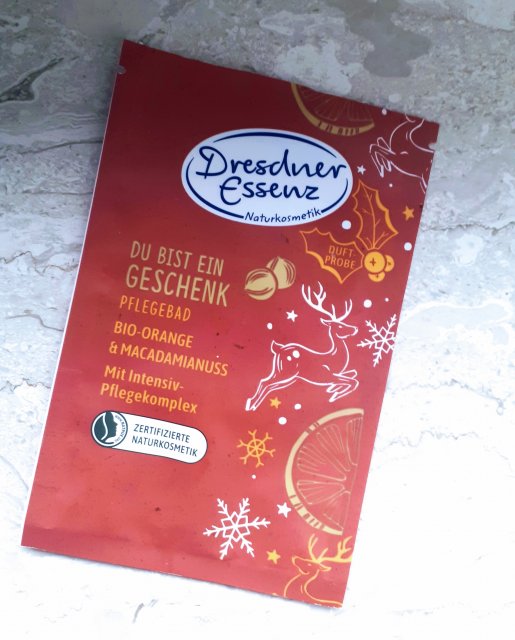 Dresdner
Essenz
Naturkosmetik
DUFT-
PROBE
DU BIST EIN
GESCHENK
PFLEGEBAD
BIO-ORANGE
& MACADAMIANUSS
Mit Intensiv-
Pflegekomplex
ZERTIFIZIERTE
NATURKOSMETIK